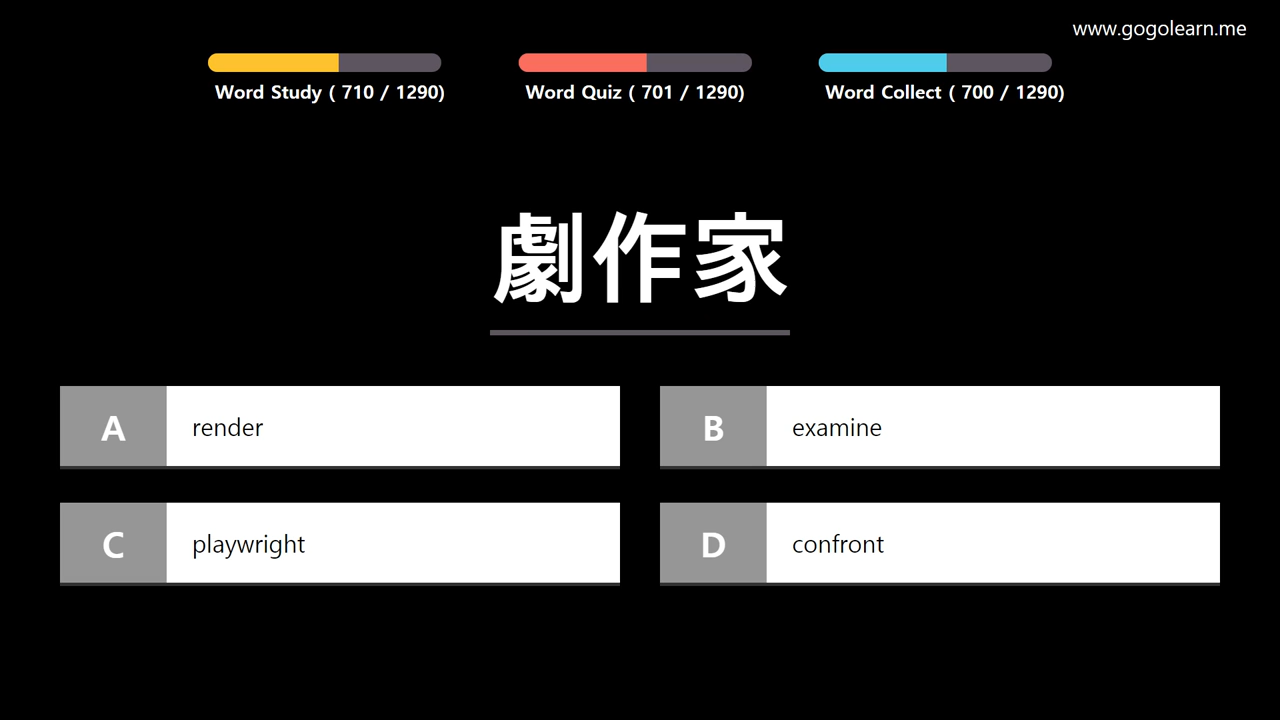 www.gogolearn.me
Word Study ( 710 / 1290)
Word Quiz ( 701 / 1290)
Word Collect ( 700 / 1290)
劇作家
A render
B examine
C playwright
D confront